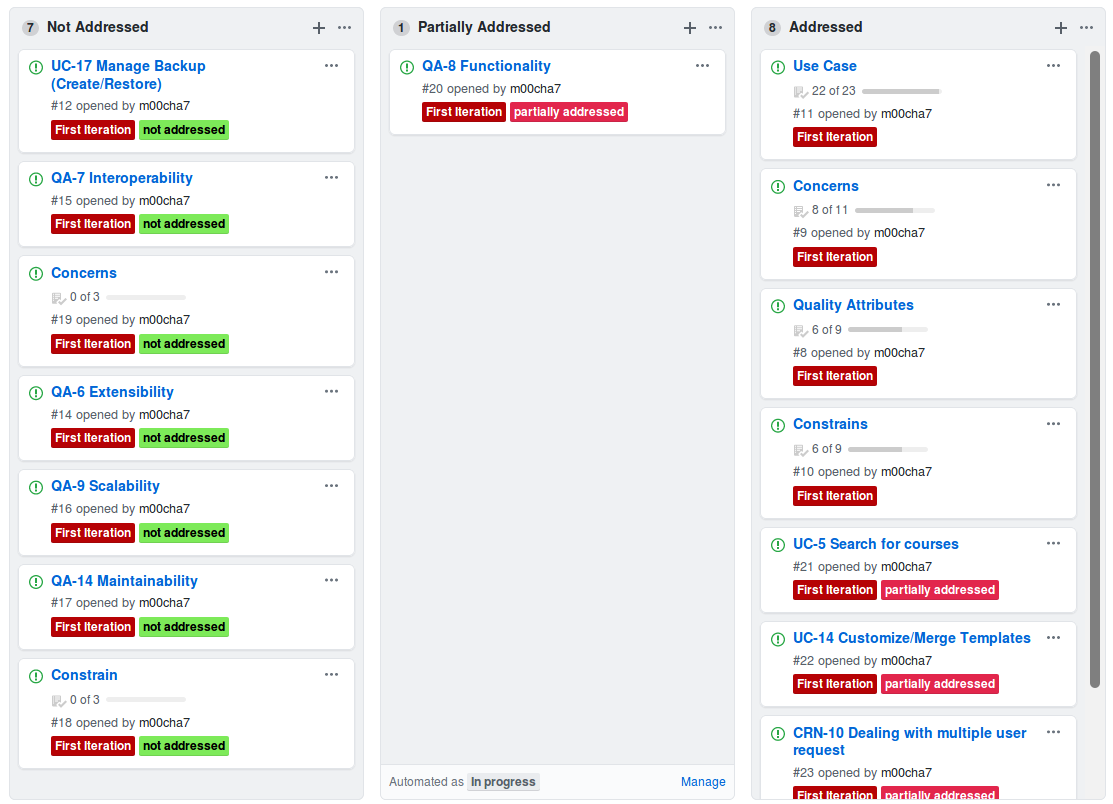 7 Not Addressed
UC-17 Manage Backup
(Create/Restore)
#12 opened by m00cha7
First Iteration not addressed
QA-7 Interoperability
#15 opened by m00cha7
First Iteration not addressed
Concerns
0 of 3
#19 opened by m00cha7
First Iteration not addressed
QA-6 Extensibility
#14 opened by m00cha7
First Iteration not addressed
QA-9 Scalability
#16 opened by m00cha7
First Iteration not addressed
QA-14 Maintainability
#17 opened by m00cha7
First Iteration not addressed
Constrain
0 of 3
#18 opened by m00cha7
First Iteration not addressed
1 Partially Addressed
QA-8 Functionality
#20 opened by m00cha7
First Iteration partially addressed
Automated as In progress Manage
8 Addressed
Use Case
22 of 23
#11 opened by m00cha7
First Iteration
Concerns
8 of 11
#9 opened by m00cha7
First Iteration
Quality Attributes
6 of 9
#8 opened by m00cha7
First Iteration
Constrains
6 of 9
#10 opened by m00cha7
First Iteration
UC-5 Search for courses
#21 opened by m00cha7
First Iteration partially addressed
UC-14 Customize/Merge Templates
#22 opened by m00cha7
First Iteration partially addressed
CRN-10 Dealing with multiple user
request
#23 opened by m00cha7
First Iteration partially addressed